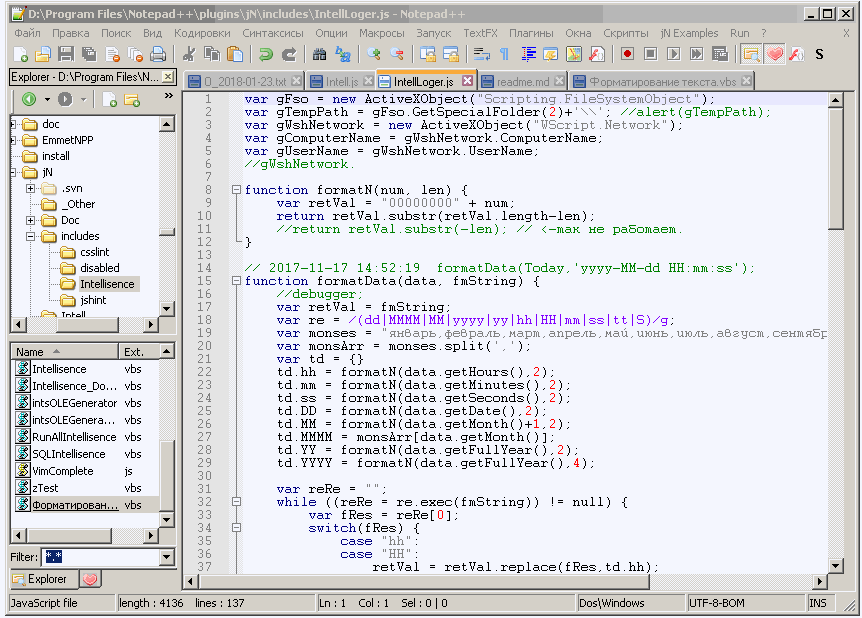 D:\Program Files\Notepad++\plugins\jN\includes\IntellLoger.js - Notepad++
Файл Правка Поиск Вид Кодировки Синтаксисы Опции Макросы Запуск TextFX Плагины Окна Скрипты jN Examples Run ? X
S
Explorer - D:\Program Files\N...
0_2018-01-23.txt Intell.js IntellLoger.js readme.md Форматирование текста.vbs
doc
EmmetNPP
install
jN
.svn
_Other
Doc
includes
csslint
disabled
Intellisence
jshint
Intell
Name Ext.
Intellisence vbs
Intellisence_Do... vbs
intsOLEGenerator vbs
intsOLEGenera... vbs
RunAllIntellisence vbs
SQLIntellisence vbs
VimComplete js
zTest vbs
Форматирован... vbs
Filter: *.*
Explorer
1 var gFso = new ActiveXObject("Scripting.FileSystemObject");
2 var gTempPath = gFso.GetSpecialFolder(2)+'\\'; //alert(gTempPath);
3 var gWshNetwork = new ActiveXObject("WScript.Network");
4 var gComputerName = gWshNetwork.ComputerName;
5 var gUserName = gWshNetwork.UserName;
6 //gWshNetwork.
7
8 function formatN(num, len) {
9 var retVal = "00000000" + num;
10 return retVal.substr(retVal.length-len);
11 //return retVal.substr(-len); // <-так не работает.
12 }
13
14 // 2017-11-17 14:52:19 formatData(Today,'yyyy-MM-dd HH:mm:ss');
15 function formatData(data, fmString) {
16 //debugger;
17 var retVal = fmString;
18 var re = /(dd|MMMM|MM|yyyy|yy|hh|HH|mm|ss|tt|S)/g;
19 var monses = "январь,февраль,март,апрель,май,июнь,июль,август,сентябр
20 var monsArr = monses.split(',');
21 var td = {}
22 td.hh = formatN(data.getHours(),2);
23 td.mm = formatN(data.getMinutes(),2);
24 td.ss = formatN(data.getSeconds(),2);
25 td.DD = formatN(data.getDate(),2);
26 td.MM = formatN(data.getMonth()+1,2);
27 td.MMMM = monsArr[data.getMonth()];
28 td.YY = formatN(data.getFullYear(),2);
29 td.YYYY = formatN(data.getFullYear(),4);
30
31 var reRe = "";
32 while ((reRe = re.exec(fmString)) != null) {
33 var fRes = reRe[0];
34 switch(fRes) {
35 case "hh":
36 case "HH":
37 retVal = retVal.replace(fRes,td.hh);
JavaScript file length : 4136 lines : 137 Ln : 1 Col : 1 Sel : 0 | 0 Dos\Windows UTF-8-BOM INS